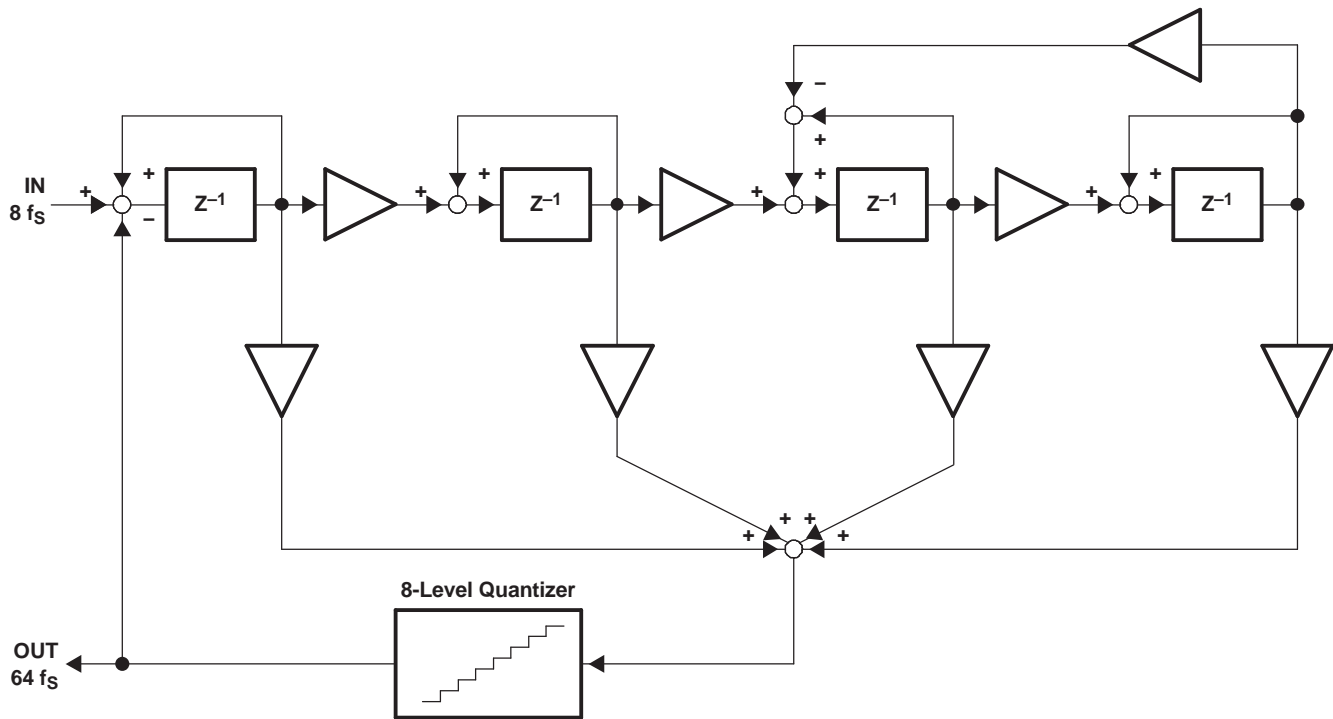 –
+
+
IN
8 fS
+
–
Z–1
+
+
Z–1
+
+
Z–1
+
+
Z–1
+
+
+
+
8-Level Quantizer
OUT
64 fS